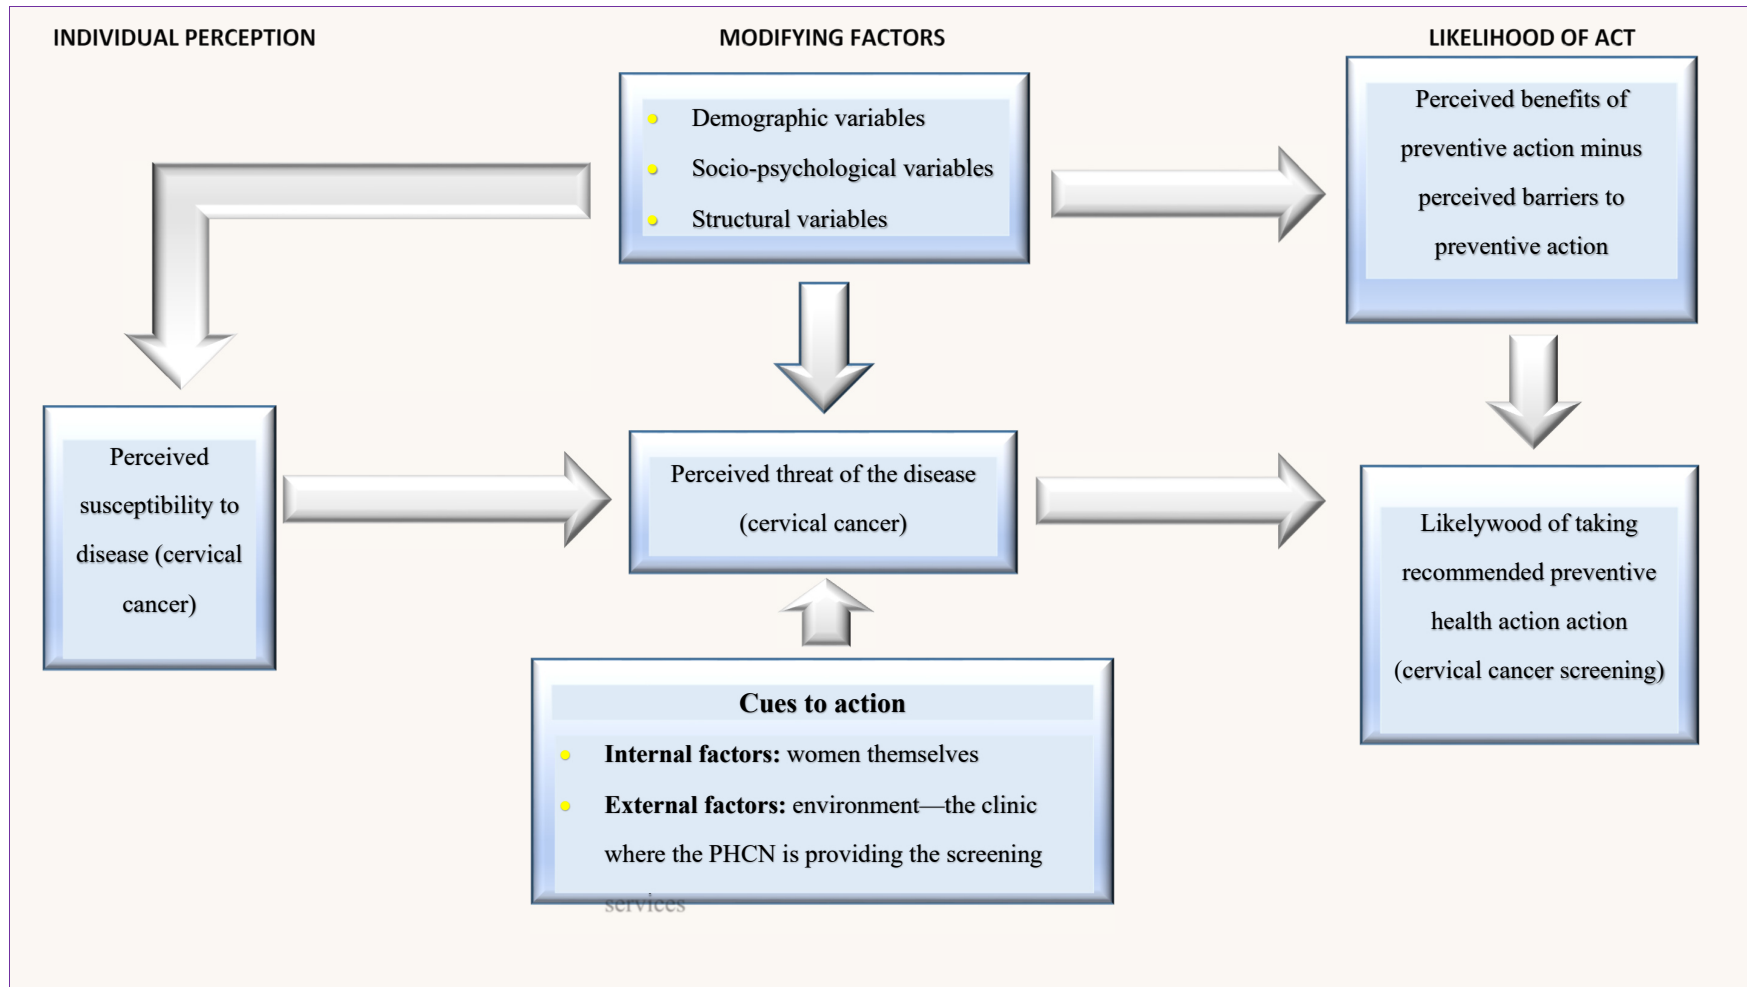 INDIVIDUAL PERCEPTION
MODIFYING FACTORS
LIKELIHOOD OF ACT
• Demographic variables
• Socio-psychological variables
• Structural variables
Perceived benefits of
preventive action minus
perceived barriers to
preventive action
Perceived
susceptibility to
disease (cervical
cancer)
Perceived threat of the disease
(cervical cancer)
Likelywood of taking
recommended preventive
health action action
(cervical cancer screening)
Cues to action
• Internal factors: women themselves
• External factors: environment—the clinic
where the PHCN is providing the screening
services